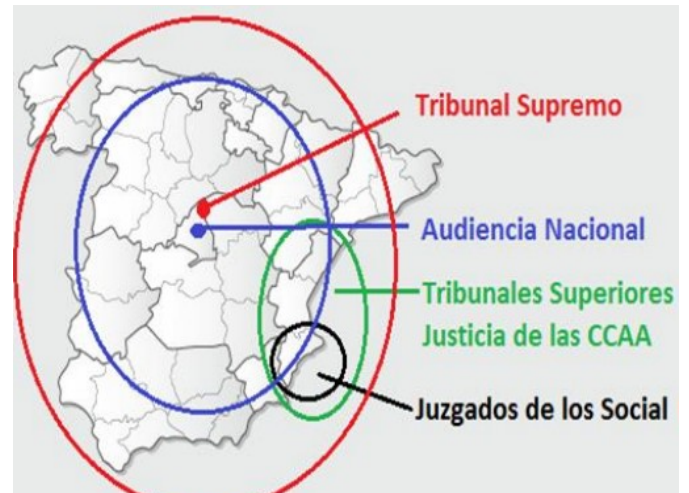 Tribunal Supremo
Audiencia Nacional
Tribunales Superiores
Justicia de las CCAA
Juzgados de los Social